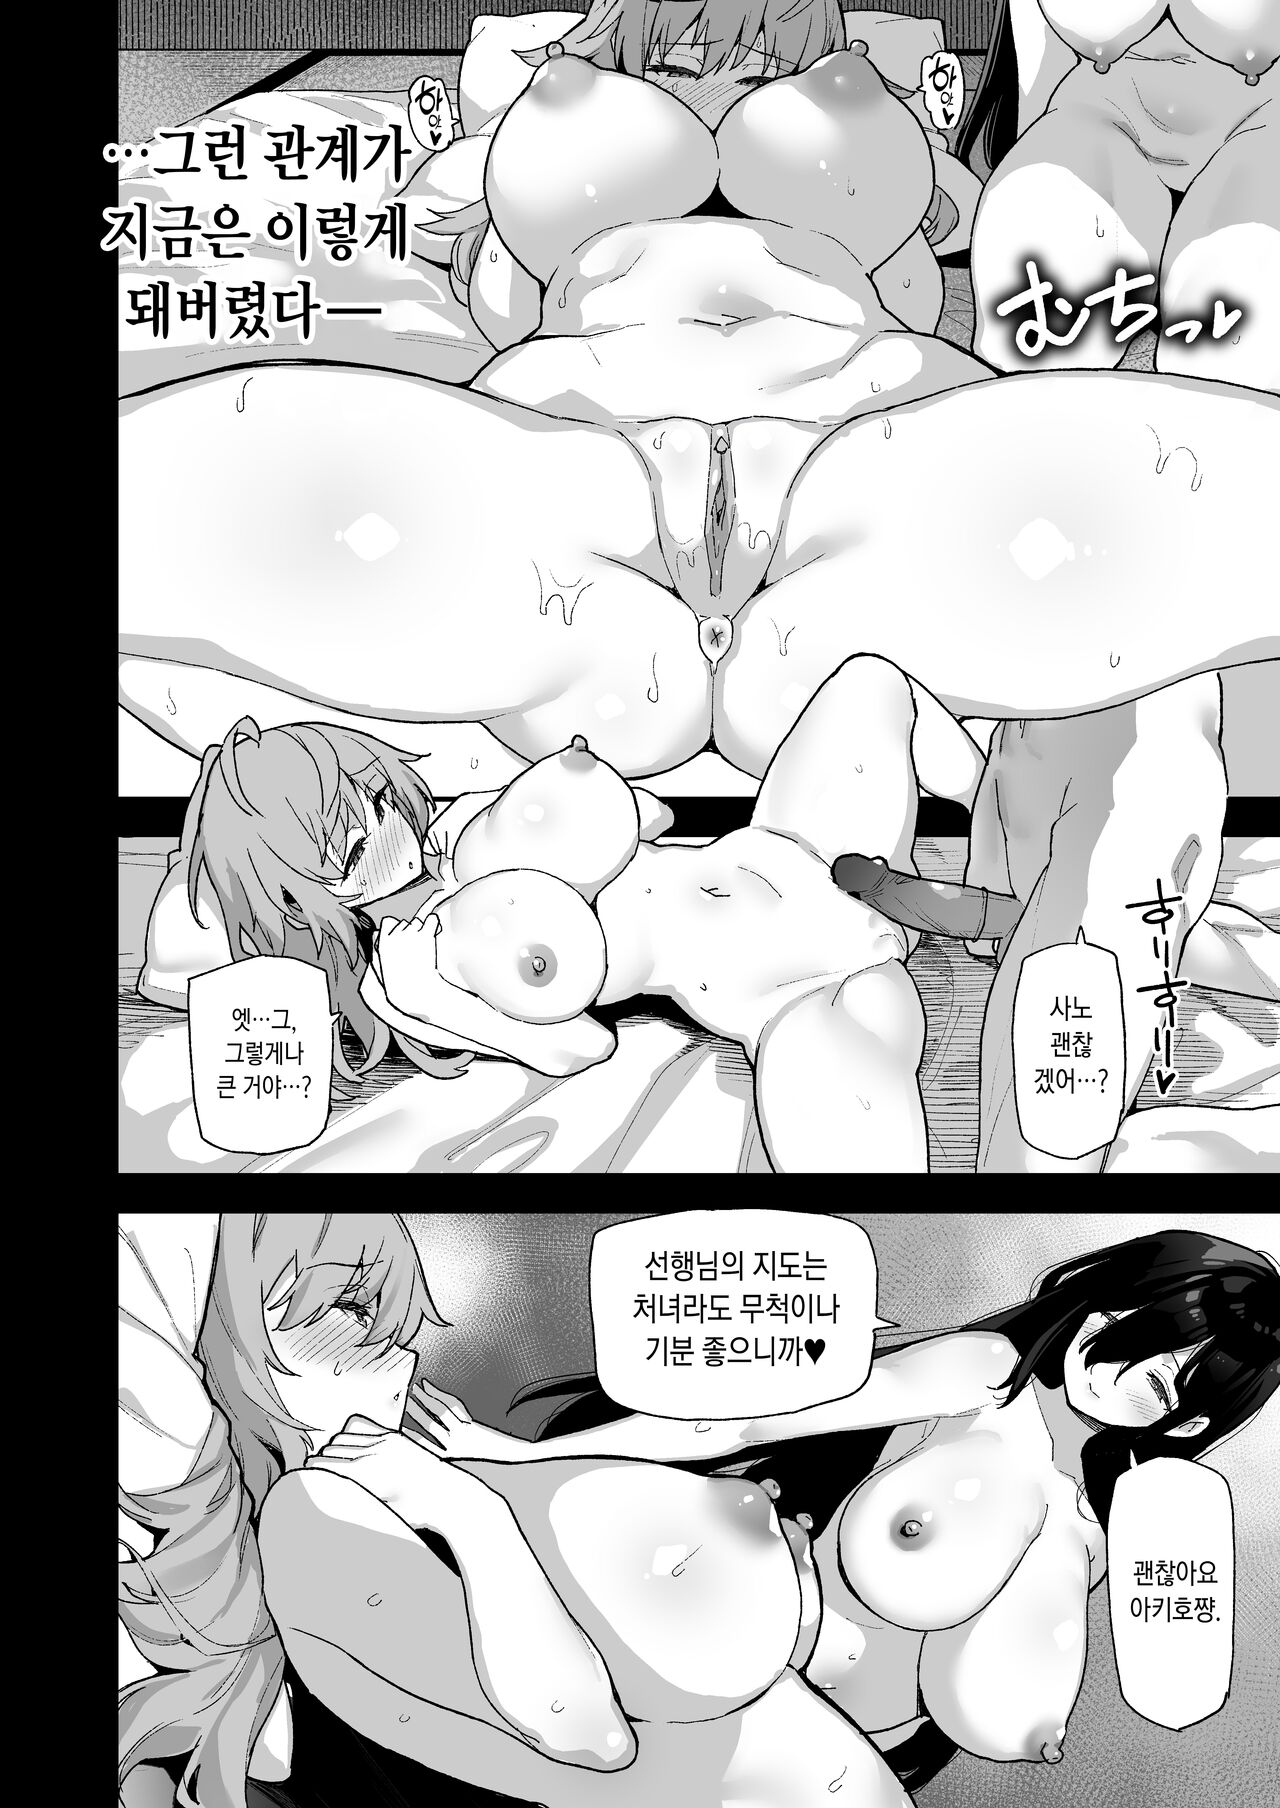 …그런 관계가
지금은 이렇게
돼버렸다—
하앗♥
하앗♥
むちっ
사노
괜찮
겠어…?
すりすり♥
엣…그,
그렇게나
큰 거야…?
선행님의 지도는
처녀라도 무척이나
기분 좋으니까♥
괜찮아요
아키호쨩.